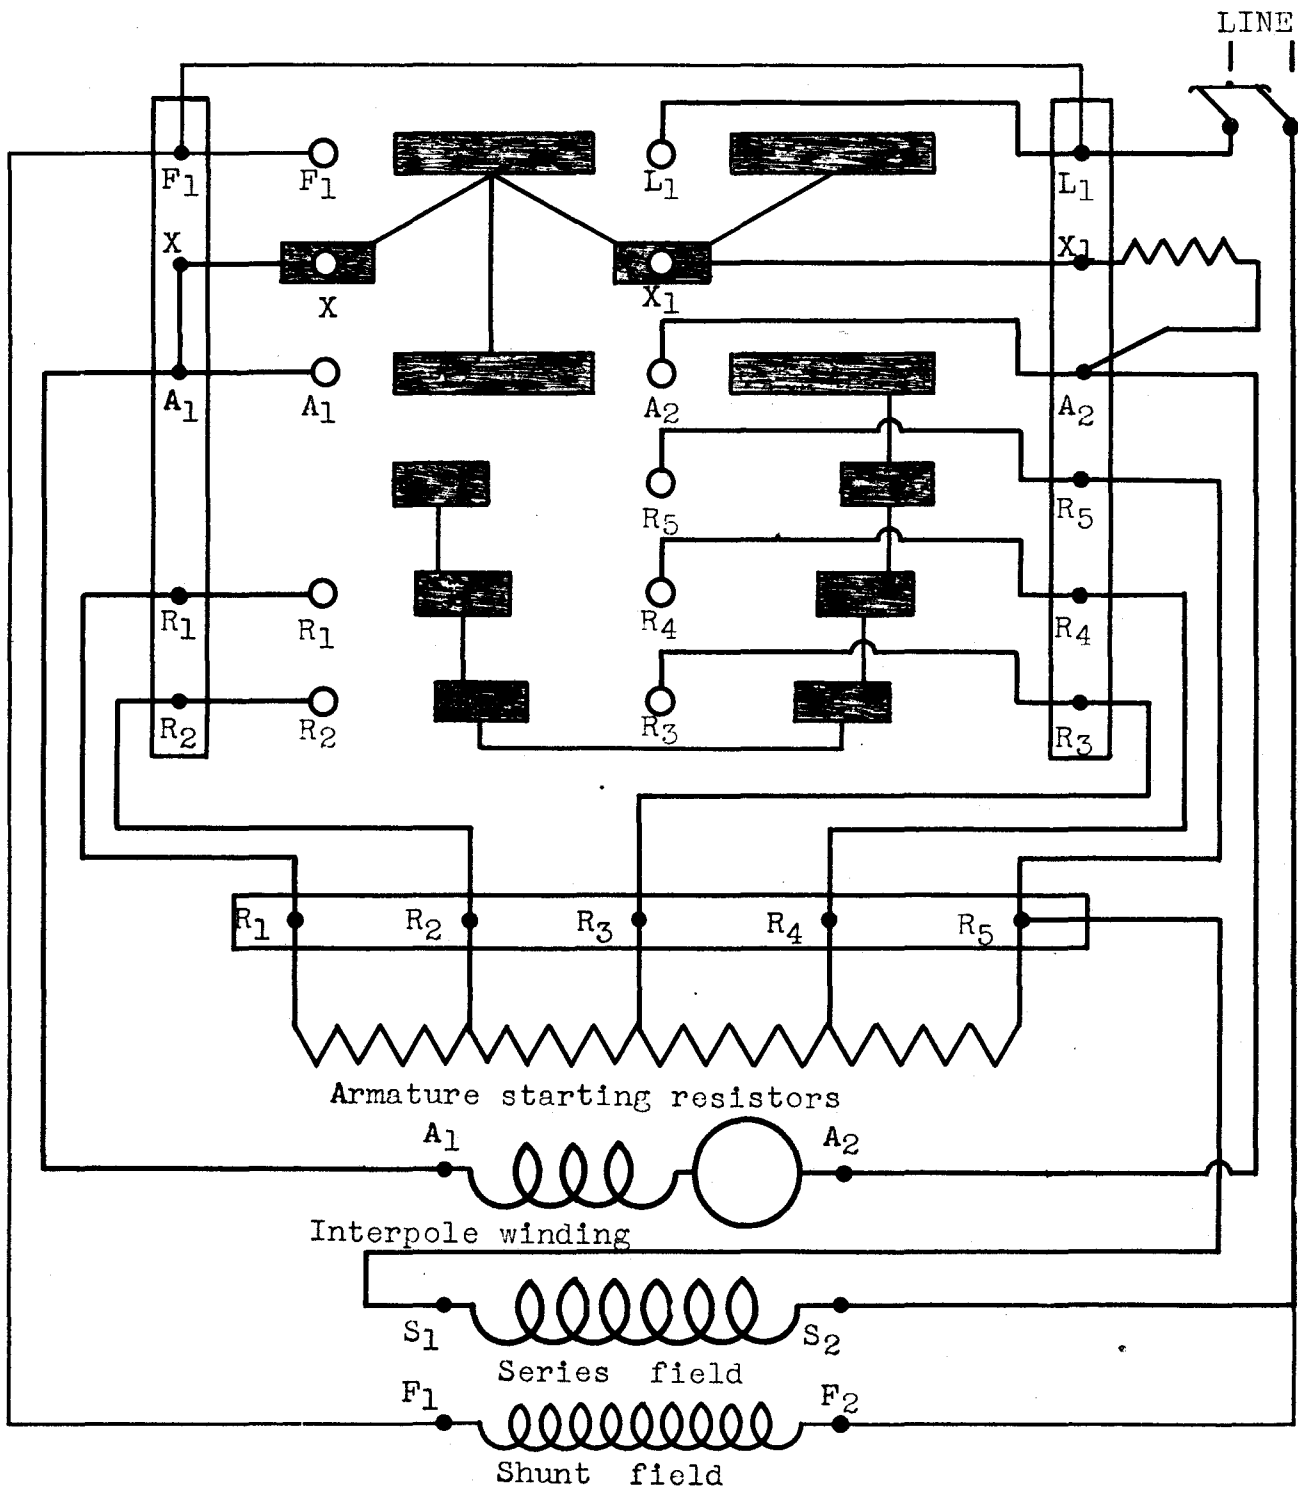 LINE
F1 F1 L1 L1
X X1
X X1
A1 A1 A2 A2
R5 R5
R1 R1 R4 R4
R2 R2 R3 R3
R1 R2 R3 R4 R5
Armature starting resistors
A1 A2
Interpole winding
S1 S2
Series field
F1 F2
Shunt field